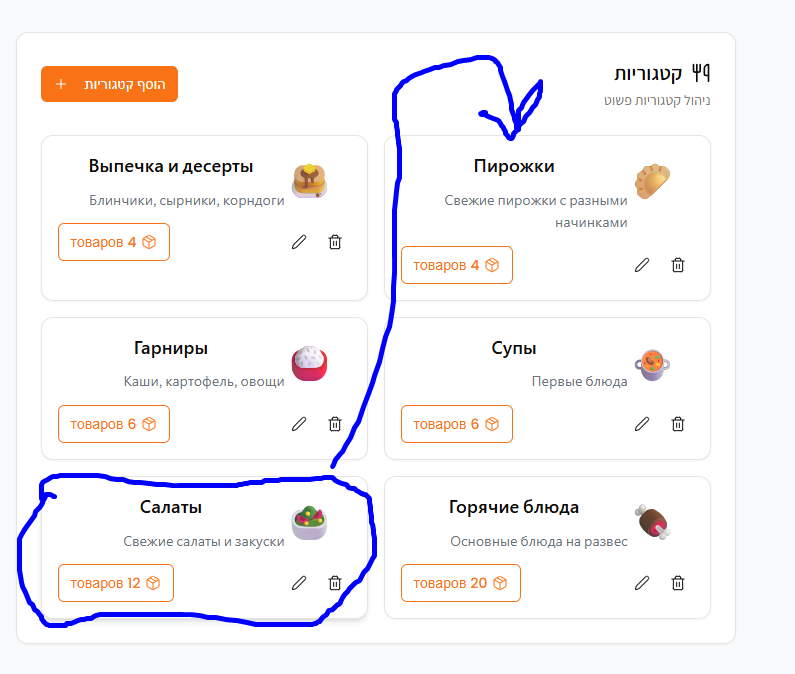 קטגוריות
ניהול קטגוריות פשוט
הוסף קטגוריות +
Пирожки
Свежие пирожки с разными
начинками
товаров 4
Выпечка и десерты
Блинчики, сырники, корндоги
товаров 4
Супы
Первые блюда
товаров 6
Гарниры
Каши, картофель, овощи
товаров 6
Горячие блюда
Основные блюда на развес
товаров 20
Салаты
Свежие салаты и закуски
товаров 12